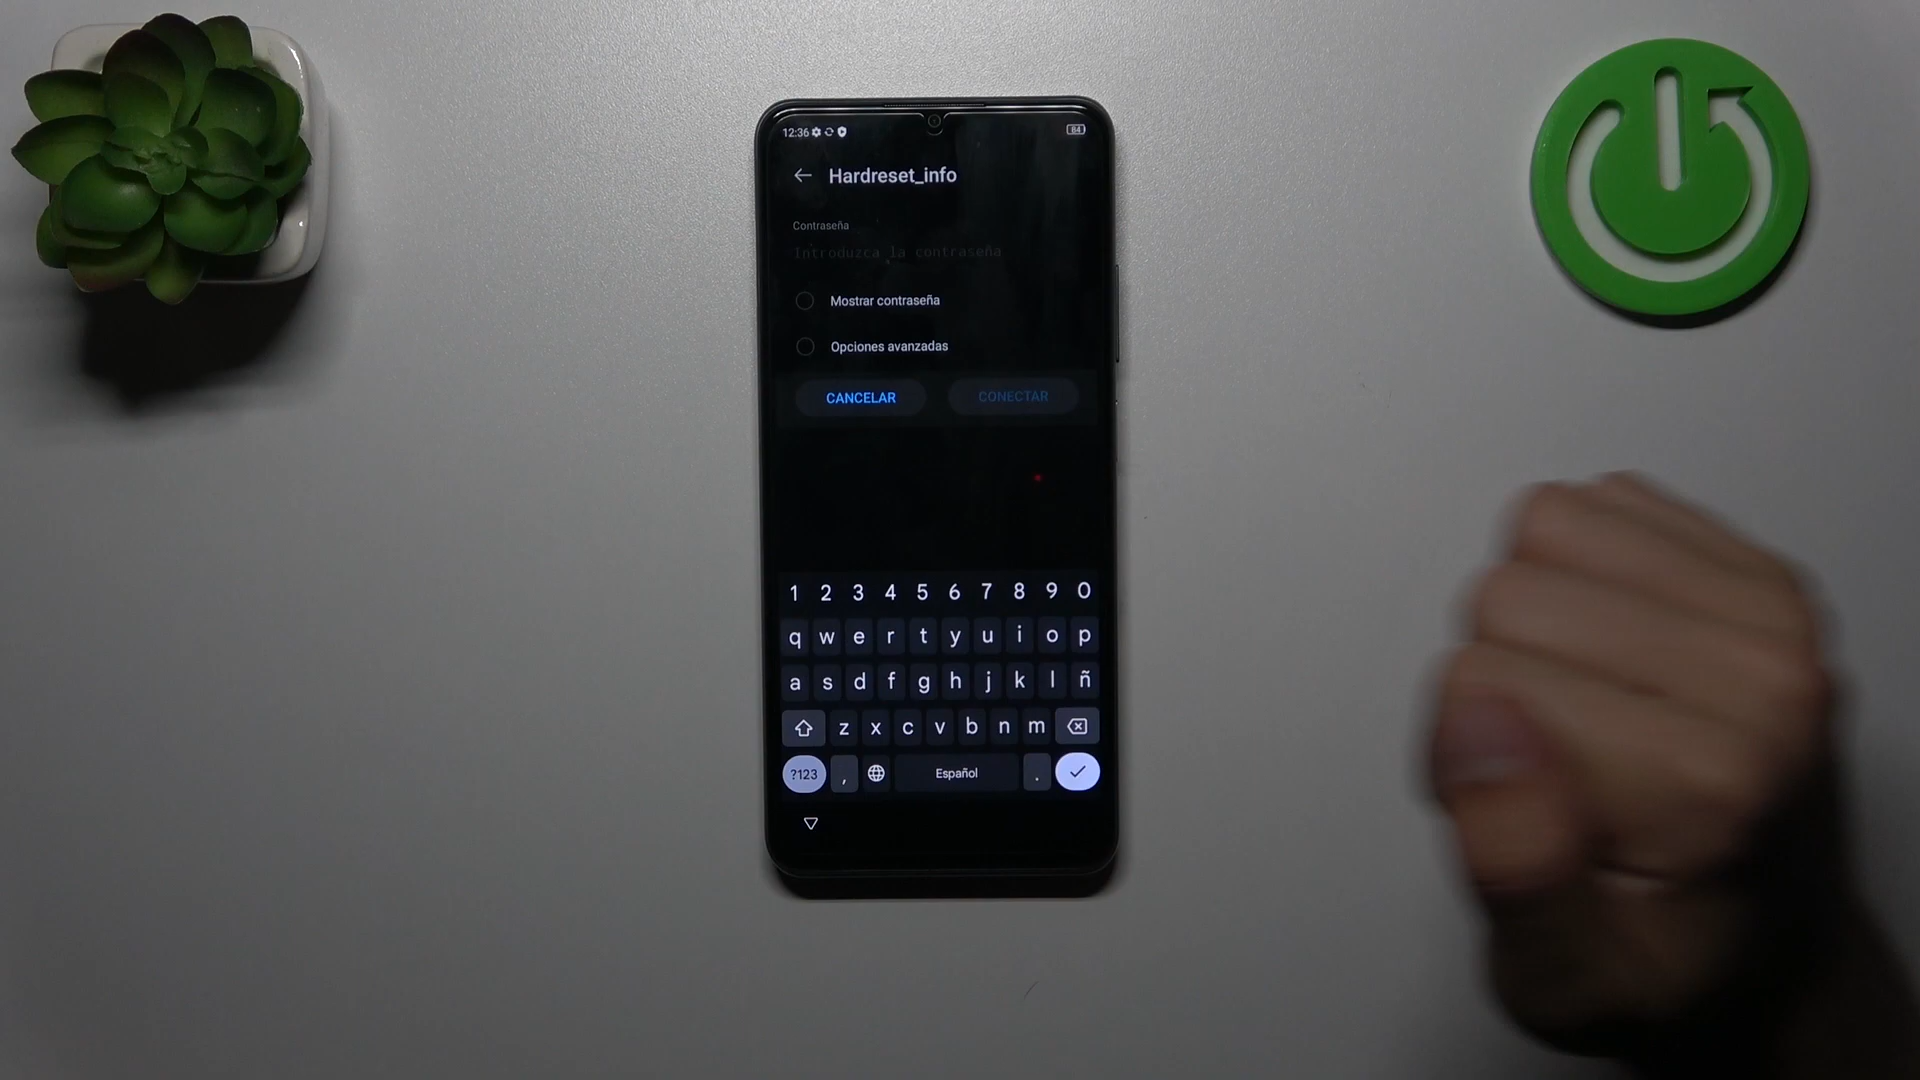 12:36
84
Hardreset_info
Contraseña
Introduzca la contraseña
Mostrar contraseña
Opciones avanzadas
CANCELAR CONECTAR
1 2 3 4 5 6 7 8 9 0
q w e r t y u i o p
a s d f g h j k l ñ
z x c v b n m
?123 , Español .